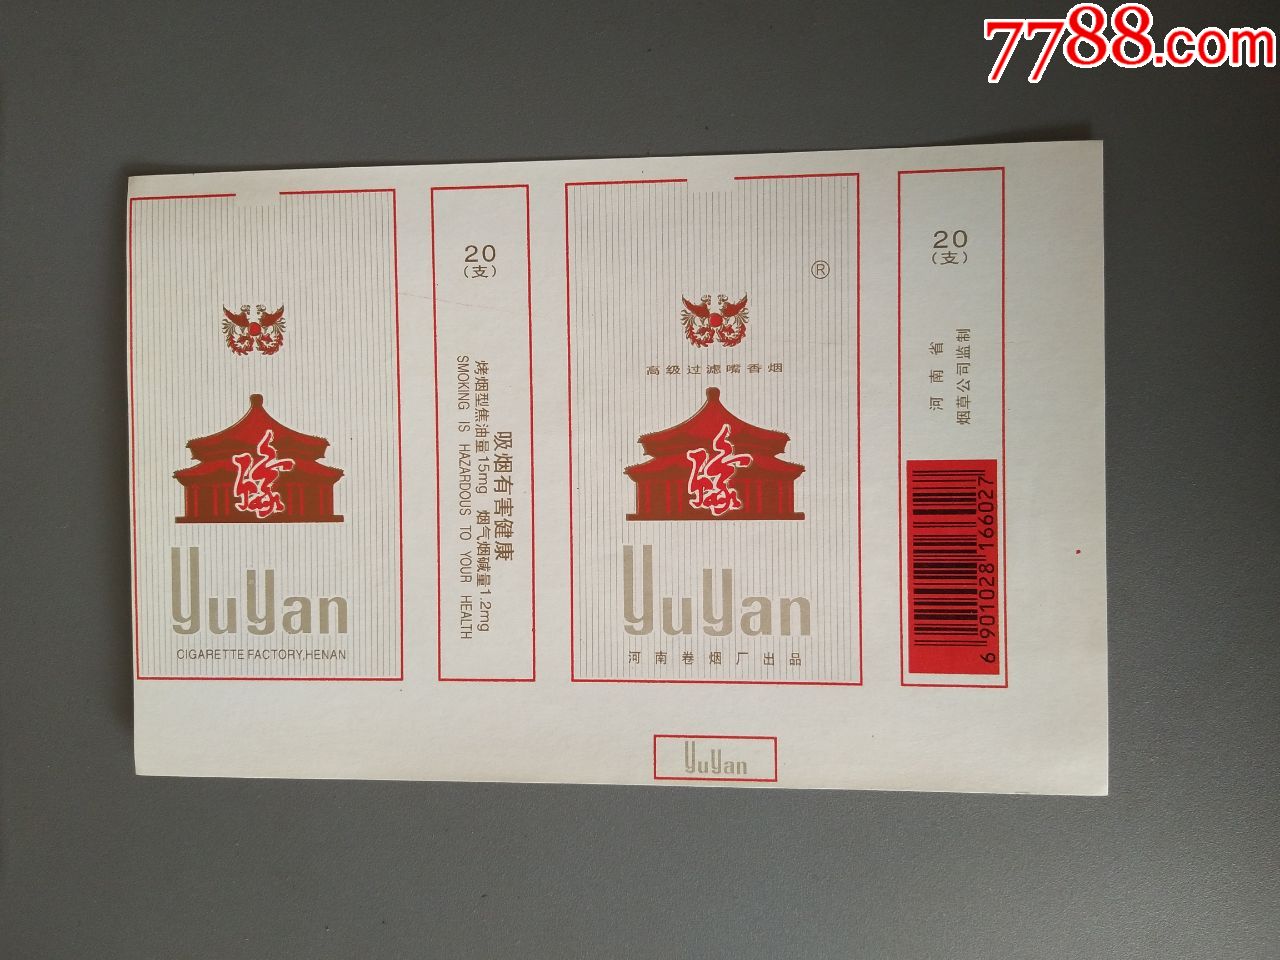 7788.com
豫
YuYan
CIGARETTE FACTORY,HENAN
20
(支)
吸烟有害健康
烤烟型焦油量15mg 烟气烟碱量1.2mg
SMOKING IS HAZARDOUS TO YOUR HEALTH
®
高级过滤嘴香烟
豫
YuYan
河南卷烟厂出品
20
(支)
河南省
烟草公司监制
6 901028 166027
YuYan